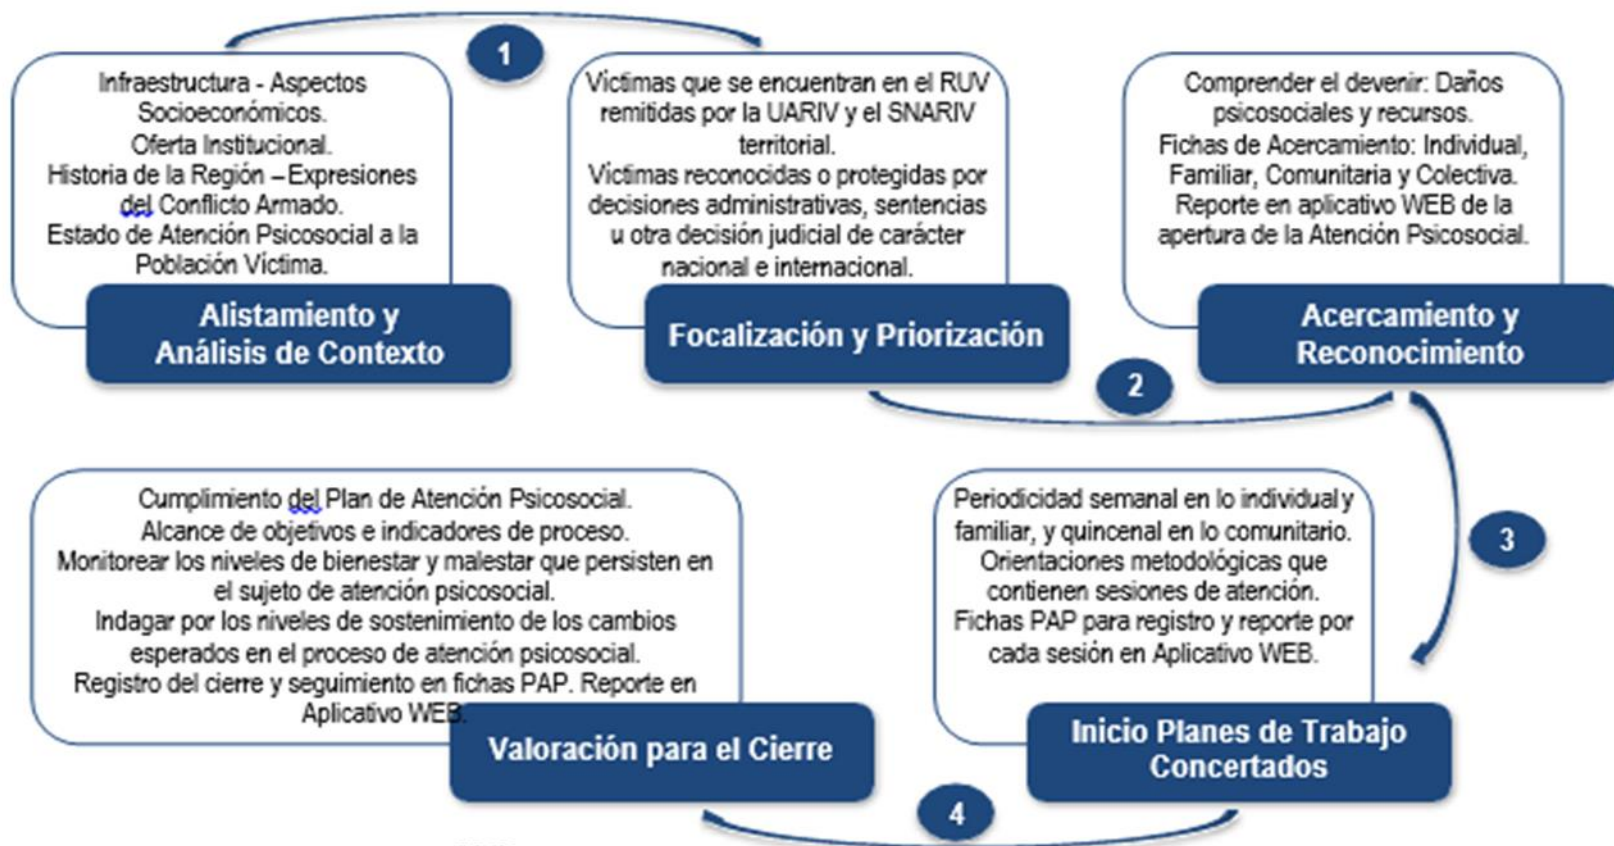 1
Infraestructura - Aspectos
Socioeconómicos.
Oferta Institucional.
Historia de la Región – Expresiones
del Conflicto Armado.
Estado de Atención Psicosocial a la
Población Víctima.
Alistamiento y
Análisis de Contexto
Víctimas que se encuentran en el RUV
remitidas por la UARIV y el SNARIV
territorial.
Víctimas reconocidas o protegidas por
decisiones administrativas, sentencias
u otra decisión judicial de carácter
nacional e internacional.
Focalización y Priorización
2
Comprender el devenir: Daños
psicosociales y recursos.
Fichas de Acercamiento: Individual,
Familiar, Comunitaria y Colectiva.
Reporte en aplicativo WEB de la
apertura de la Atención Psicosocial.
Acercamiento y
Reconocimiento
3
Periodicidad semanal en lo individual y
familiar, y quincenal en lo comunitario.
Orientaciones metodológicas que
contienen sesiones de atención.
Fichas PAP para registro y reporte por
cada sesión en Aplicativo WEB.
Inicio Planes de Trabajo
Concertados
4
Cumplimiento del Plan de Atención Psicosocial.
Alcance de objetivos e indicadores de proceso.
Monitorear los niveles de bienestar y malestar que persisten en
el sujeto de atención psicosocial.
Indagar por los niveles de sostenimiento de los cambios
esperados en el proceso de atención psicosocial.
Registro del cierre y seguimiento en fichas PAP. Reporte en
Aplicativo WEB.
Valoración para el Cierre